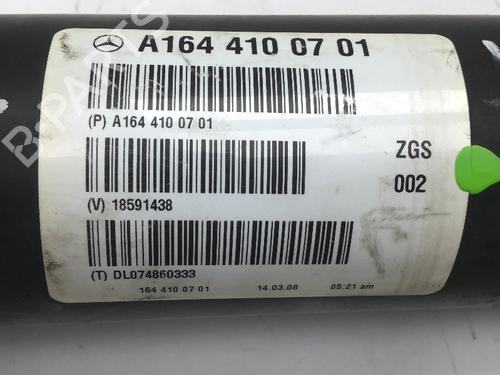 A164 410 07 01
(P) A164 410 07 01
ZGS
002
(V) 18591438
(T) DL074860333
164 410 07 01 14.03.08 05:21 am
B-PARTS